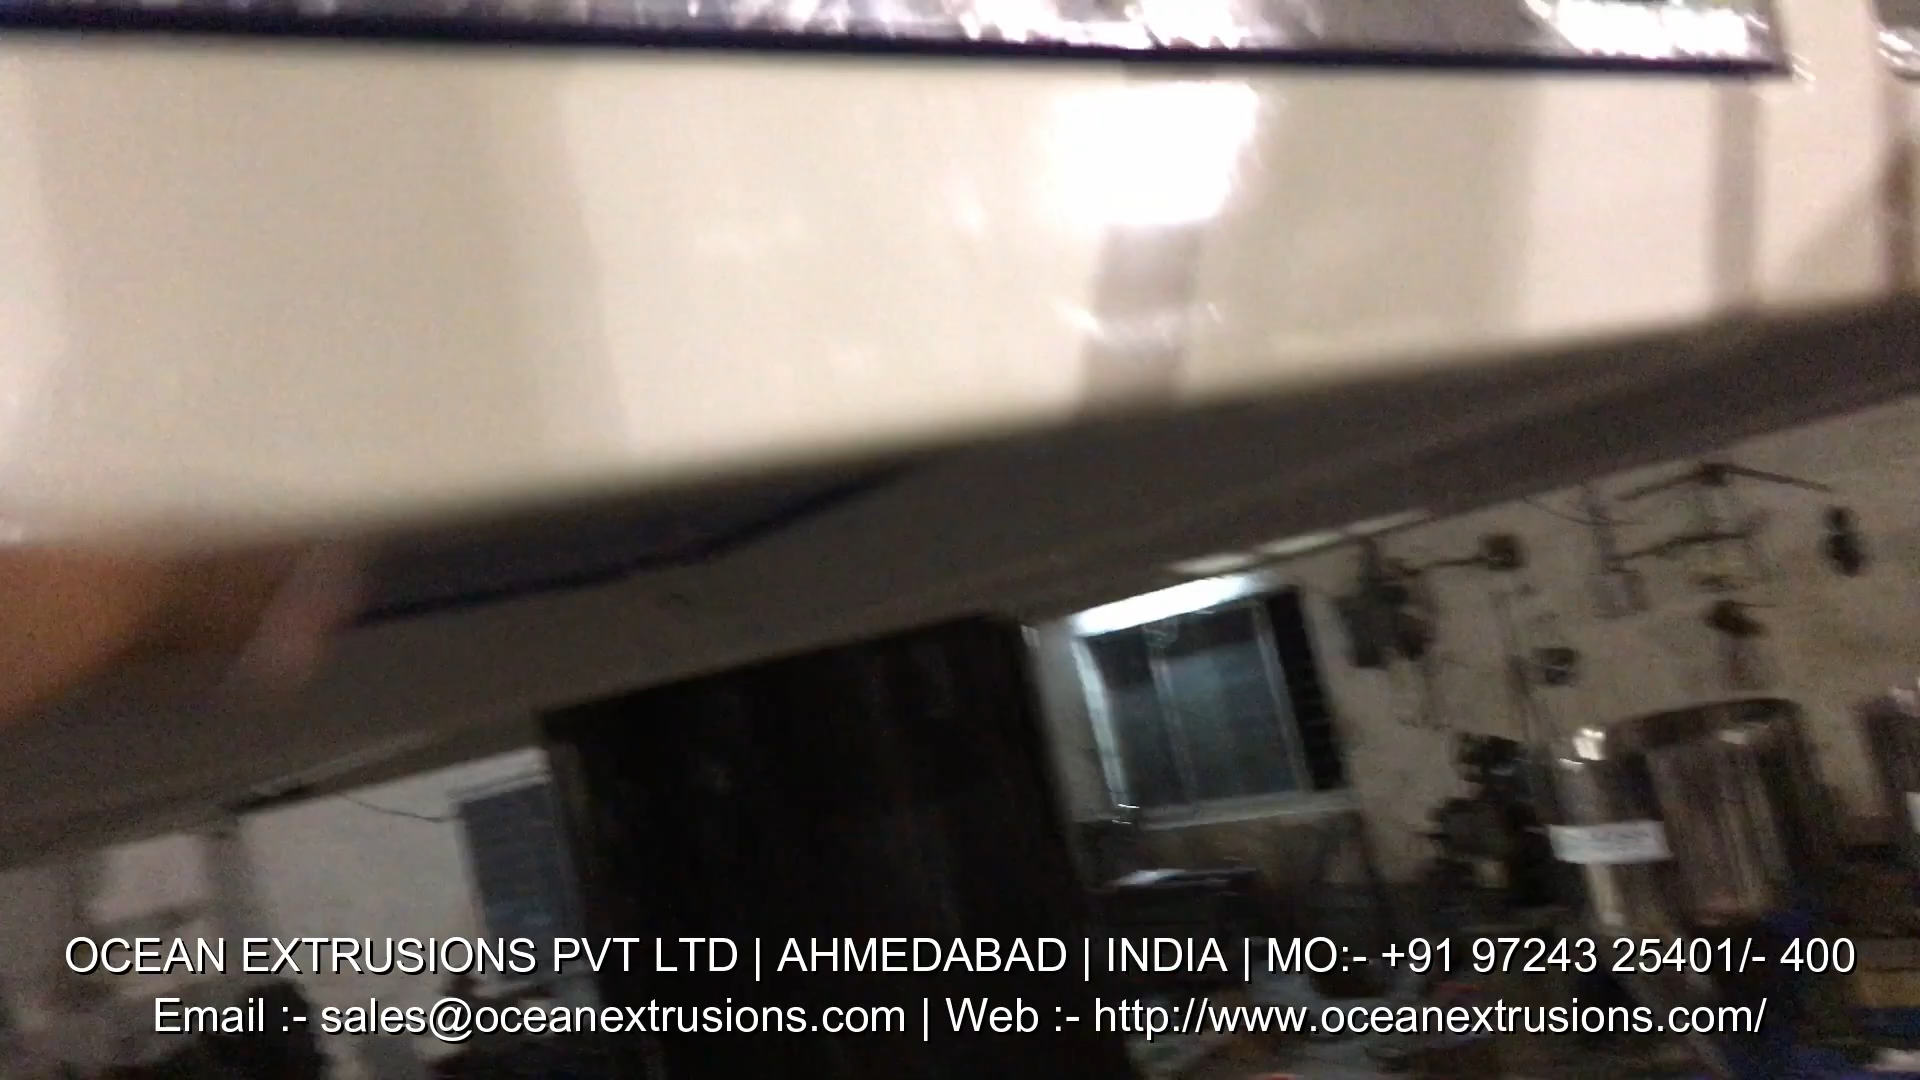 OCEAN EXTRUSIONS PVT LTD | AHMEDABAD | INDIA | MO:- +91 97243 25401/- 400
Email :- sales@oceanextrusions.com | Web :- http://www.oceanextrusions.com/